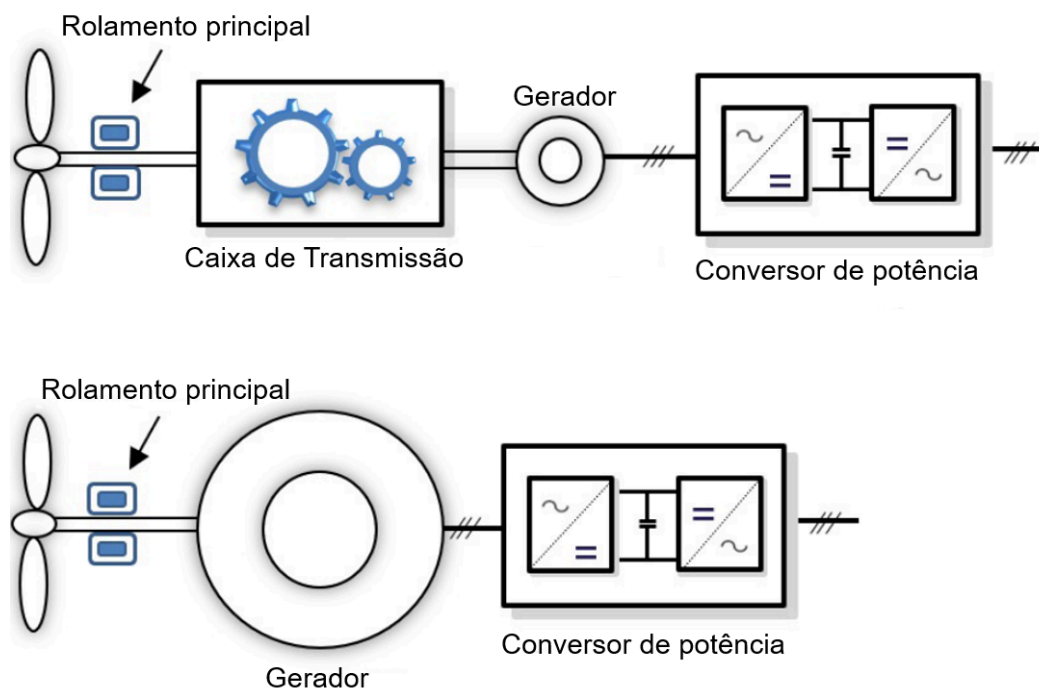 Rolamento principal
Gerador
Caixa de Transmissão
Conversor de potência
Rolamento principal
Conversor de potência
Gerador